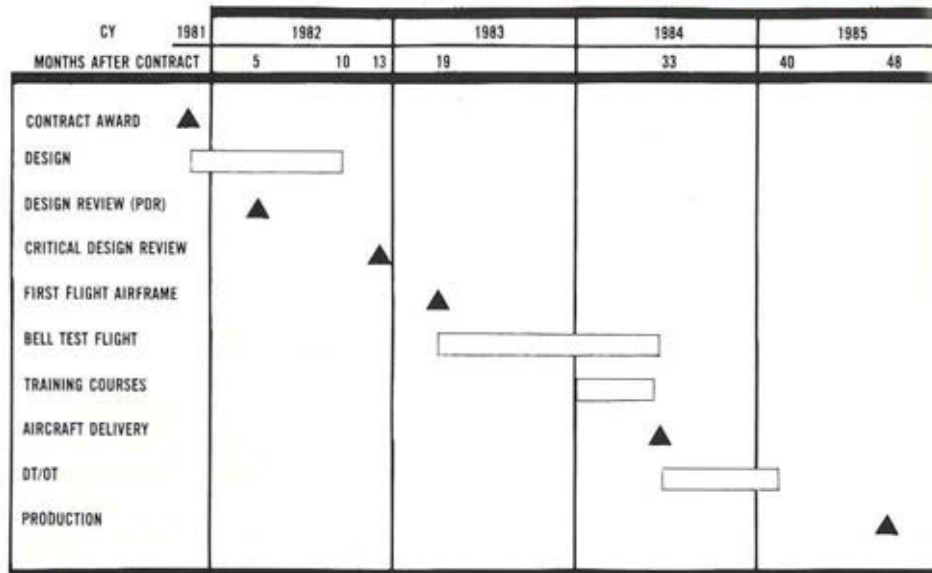 CY 1981 1982 1983 1984 1985
MONTHS AFTER CONTRACT 5 10 13 19 33 40 48
CONTRACT AWARD
DESIGN
DESIGN REVIEW (PDR)
CRITICAL DESIGN REVIEW
FIRST FLIGHT AIRFRAME
BELL TEST FLIGHT
TRAINING COURSES
AIRCRAFT DELIVERY
DT/OT
PRODUCTION